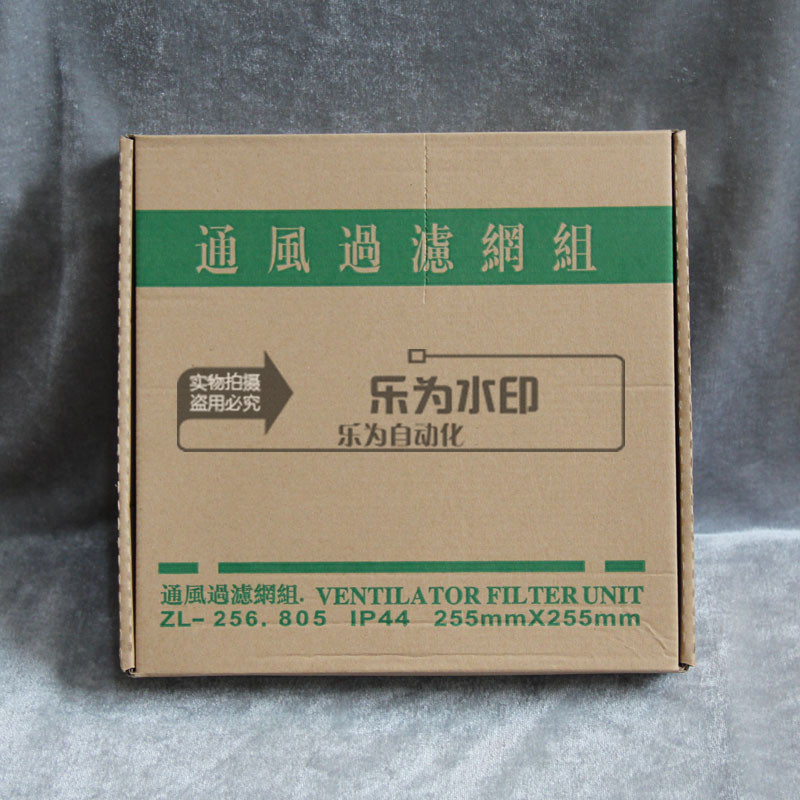 通風過濾網組
实物拍摄
盗用必究
乐为水印
乐为自动化
通風過濾網組. VENTILATOR FILTER UNIT
ZL-256.805 IP44 255mmX255mm